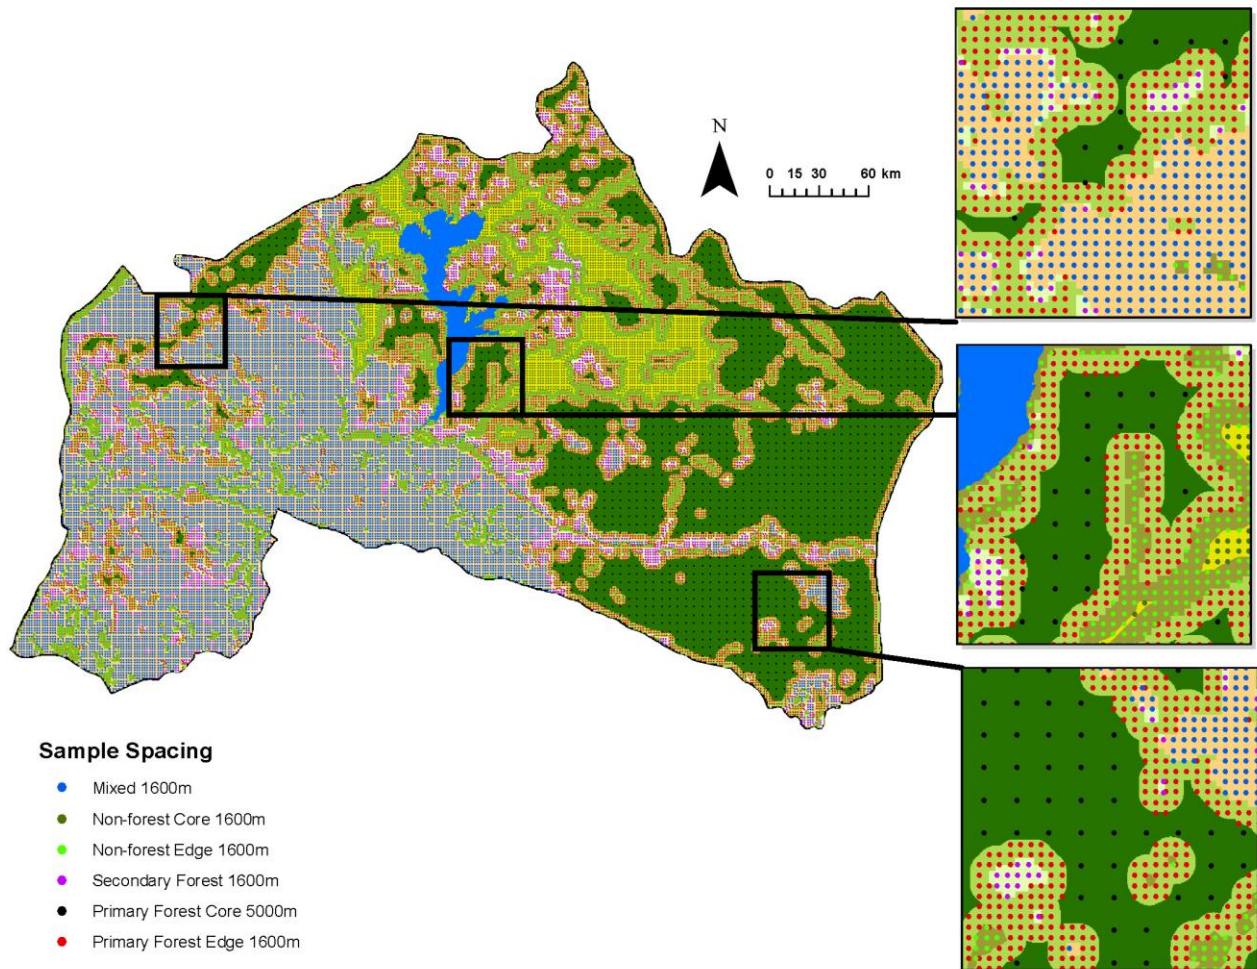 N
0 15 30 60 km
Sample Spacing
Mixed 1600m
Non-forest Core 1600m
Non-forest Edge 1600m
Secondary Forest 1600m
Primary Forest Core 5000m
Primary Forest Edge 1600m